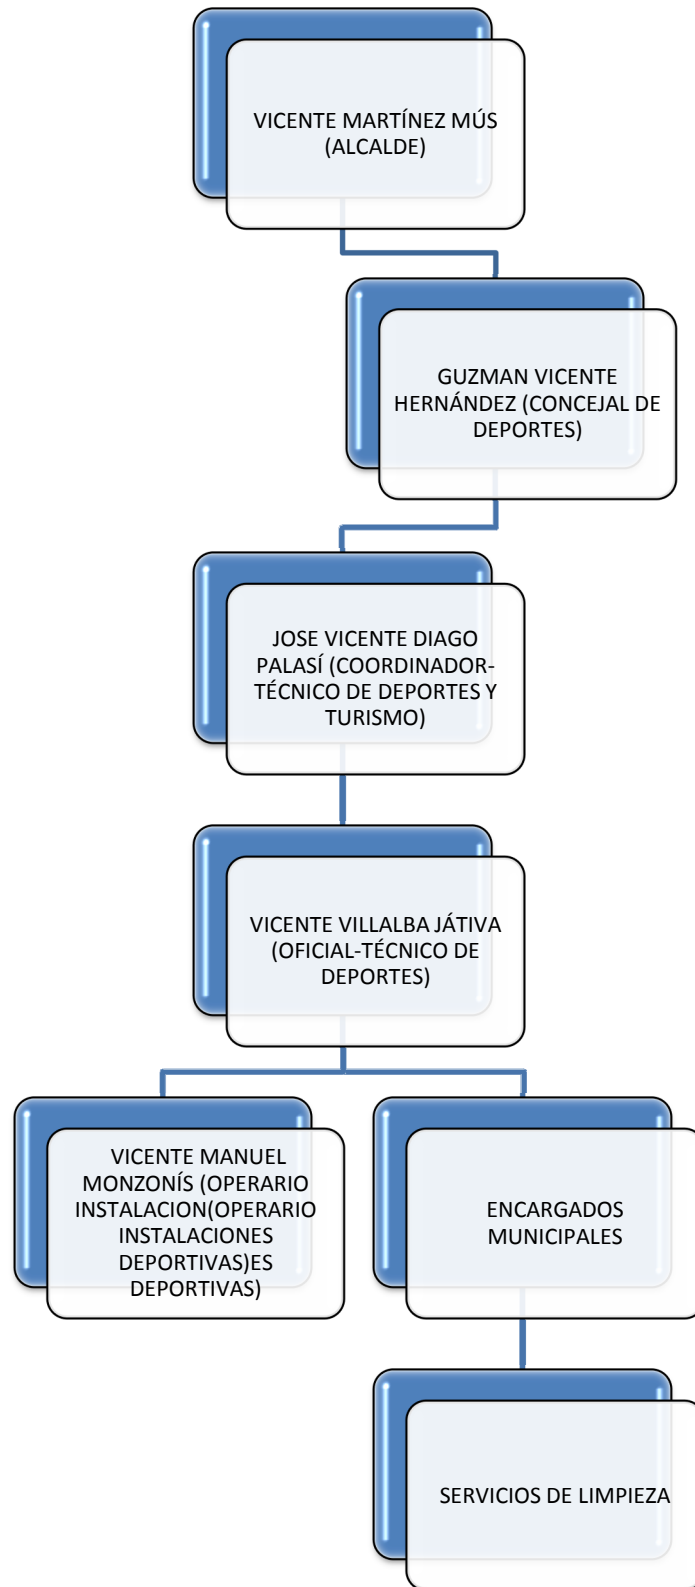 VICENTE MARTÍNEZ MÚS
(ALCALDE)
GUZMAN VICENTE
HERNÁNDEZ (CONCEJAL DE
DEPORTES)
JOSE VICENTE DIAGO
PALASÍ (COORDINADOR-
TÉCNICO DE DEPORTES Y
TURISMO)
VICENTE VILLALBA JÁTIVA
(OFICIAL-TÉCNICO DE
DEPORTES)
VICENTE MANUEL
MONZONÍS (OPERARIO
INSTALACION(OPERARIO
INSTALACIONES
DEPORTIVAS)ES
DEPORTIVAS)
ENCARGADOS
MUNICIPALES
SERVICIOS DE LIMPIEZA